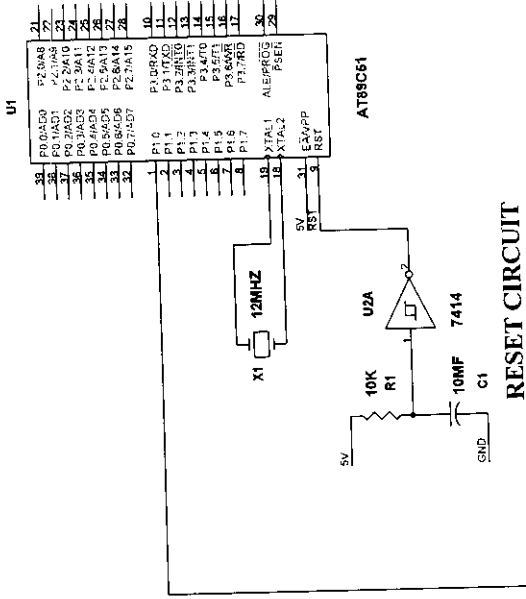 U1
39 P0.0/AD0 P2.0/A8 21
38 P0.1/AD1 P2.1/A9 22
37 P0.2/AD2 P2.2/A10 23
36 P0.3/AD3 P2.3/A11 24
35 P0.4/AD4 P2.4/A12 25
34 P0.5/AD5 P2.5/A13 26
33 P0.6/AD6 P2.6/A14 27
32 P0.7/AD7 P2.7/A15 28
1 P1.0 P3.0/RXD 10
2 P1.1 P3.1/TXD 11
3 P1.2 P3.2/INT0 12
4 P1.3 P3.3/INT1 13
5 P1.4 P3.4/T0 14
6 P1.5 P3.5/T1 15
7 P1.6 P3.6/WR 16
8 P1.7 P3.7/RD 17
19 XTAL1 ALE/PROG 30
18 XTAL2 PSEN 29
31 EA/VPP
9 RST
AT89C51
X1
12MHZ
5V
RST
U2A
1
2
7414
5V
10K
R1
10MF
C1
GND
RESET CIRCUIT